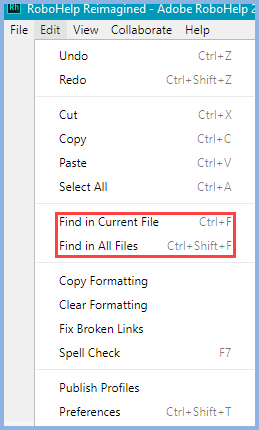 Rh RoboHelp Reimagined - Adobe RoboHelp 2
File Edit View Collaborate Help
Undo Ctrl+Z
Redo Ctrl+Shift+Z
Cut Ctrl+X
Copy Ctrl+C
Paste Ctrl+V
Select All Ctrl+A
Find in Current File Ctrl+F
Find in All Files Ctrl+Shift+F
Copy Formatting
Clear Formatting
Fix Broken Links
Spell Check F7
Publish Profiles
Preferences Ctrl+Shift+T